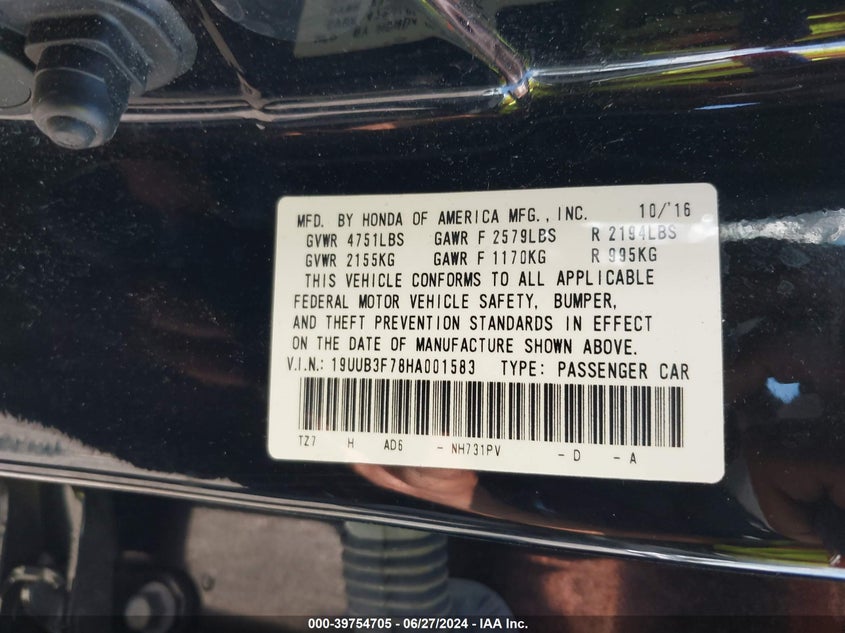 MFD. BY HONDA OF AMERICA MFG., INC. 10/'16
GVWR 4751LBS GAWR F 2579LBS R 2194LBS
GVWR 2155KG GAWR F 1170KG R 995KG
THIS VEHICLE CONFORMS TO ALL APPLICABLE
FEDERAL MOTOR VEHICLE SAFETY, BUMPER,
AND THEFT PREVENTION STANDARDS IN EFFECT
ON THE DATE OF MANUFACTURE SHOWN ABOVE.
V.I.N.: 19UUB3F78HA001583 TYPE: PASSENGER CAR
TZ7 H AD6 - NH731PV - D - A
000-39754705 - 06/27/2024 - IAA Inc.